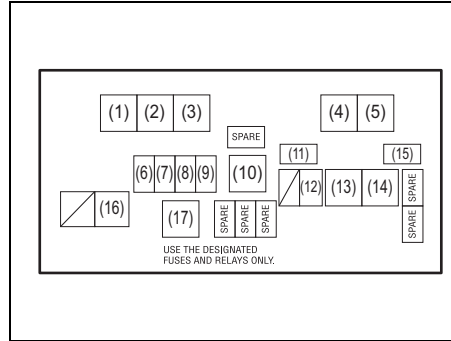 (1) (2) (3) (4) (5)
SPARE
(11) (15)
(6) (7) (8) (9) (10) (12) (13) (14) SPARE
(16) (17) SPARE SPARE SPARE SPARE
USE THE DESIGNATED
FUSES AND RELAYS ONLY.